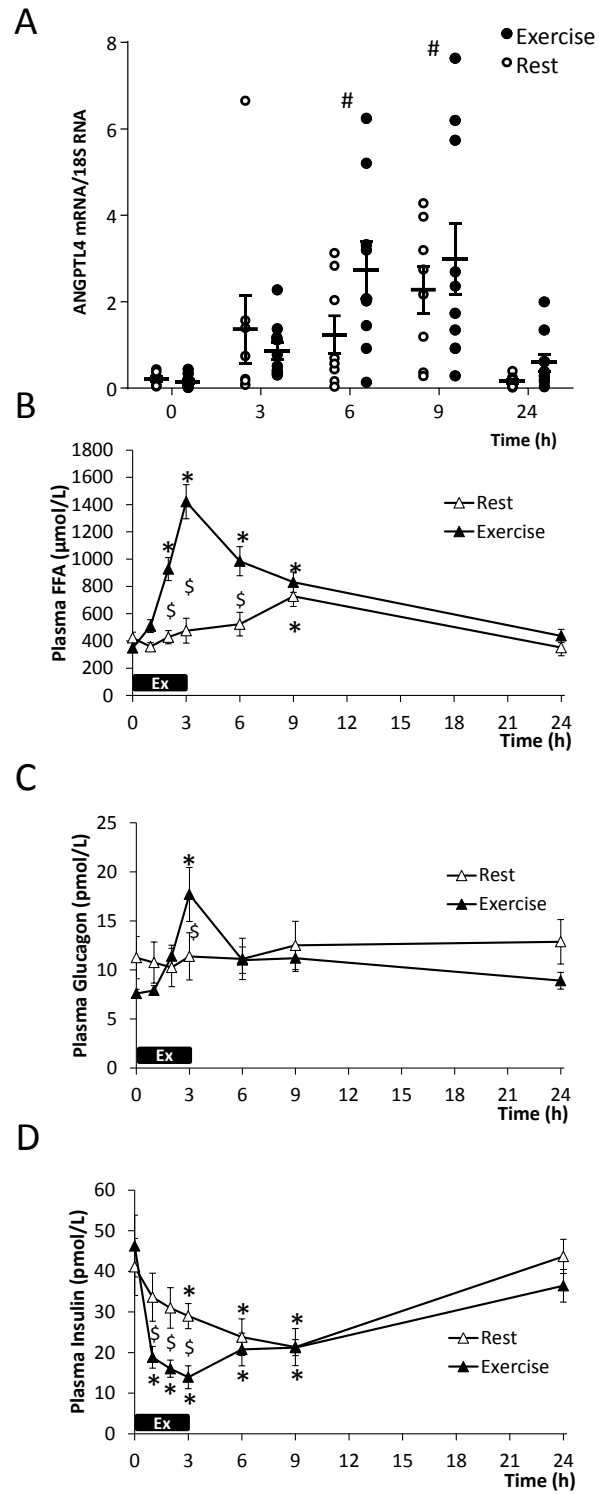 A
Exercise
Rest
ANGPTL4 mRNA/18S RNA
8
6
4
2
0
#
#
0 3 6 9 24
Time (h)
B
Plasma FFA (µmol/L)
1800
1600
1400
1200
1000
800
600
400
200
0
Rest
Exercise
*
*
*
*
*
$
$
$
Ex
0 3 6 9 12 15 18 21 24
Time (h)
C
Plasma Glucagon (pmol/L)
25
20
15
10
5
0
Rest
Exercise
*
$
Ex
0 3 6 9 12 15 18 21 24
Time (h)
D
Plasma Insulin (pmol/L)
60
50
40
30
20
10
0
* * *
$ $ $
* * * * *
Rest
Exercise
Ex
0 3 6 9 12 15 18 21 24
Time (h)